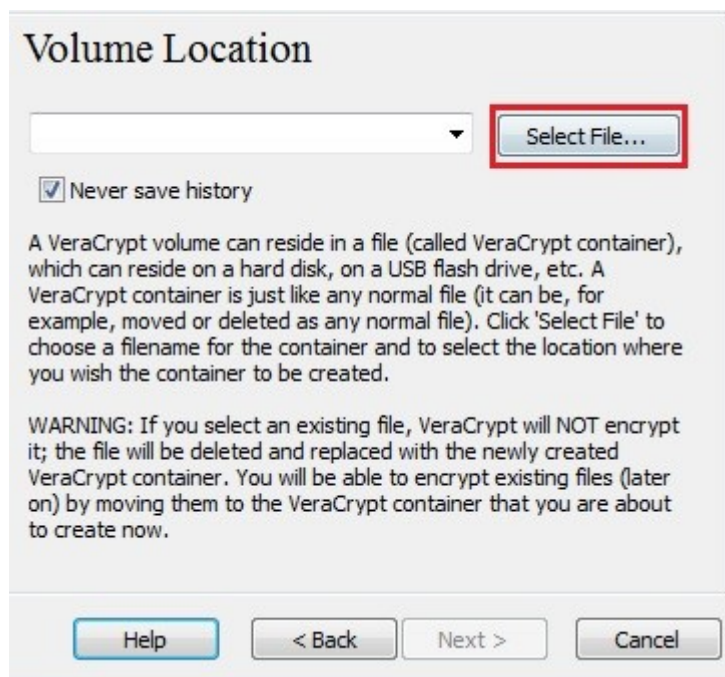 Volume Location
Select File...
Never save history
A VeraCrypt volume can reside in a file (called VeraCrypt container),
which can reside on a hard disk, on a USB flash drive, etc. A
VeraCrypt container is just like any normal file (it can be, for
example, moved or deleted as any normal file). Click 'Select File' to
choose a filename for the container and to select the location where
you wish the container to be created.
WARNING: If you select an existing file, VeraCrypt will NOT encrypt
it; the file will be deleted and replaced with the newly created
VeraCrypt container. You will be able to encrypt existing files (later
on) by moving them to the VeraCrypt container that you are about
to create now.
Help < Back Next > Cancel